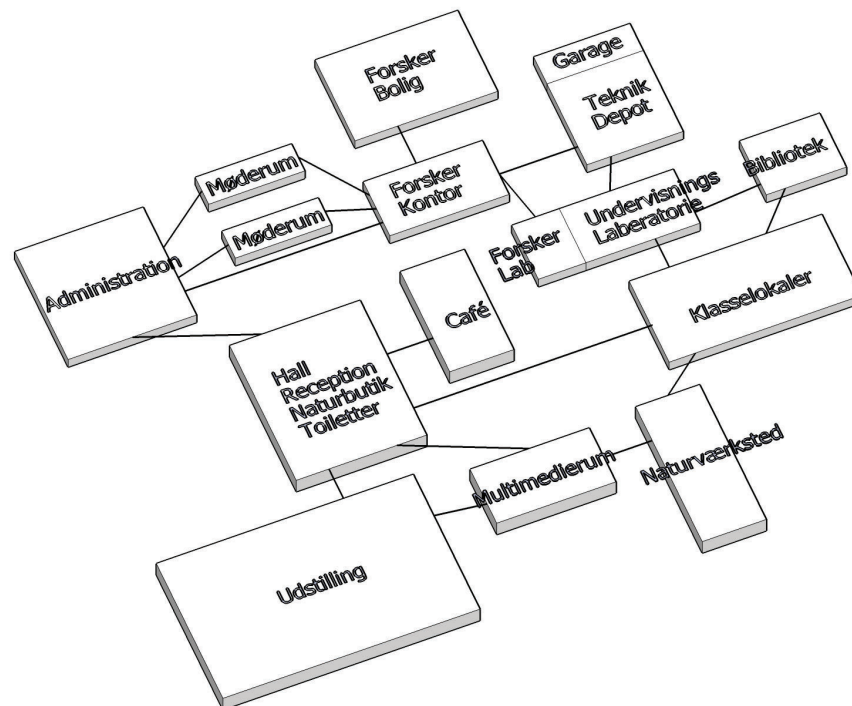 Forsker
Bolig
Garage
Teknik
Depot
Møderum
Forsker
Kontor
Bibliotek
Møderum
Undervisnings
Laberatorie
Forsker
Lab
Administration
Klasselokaler
Café
Hall
Reception
Naturbutik
Toiletter
Multimedierum
Naturværksted
Udstilling